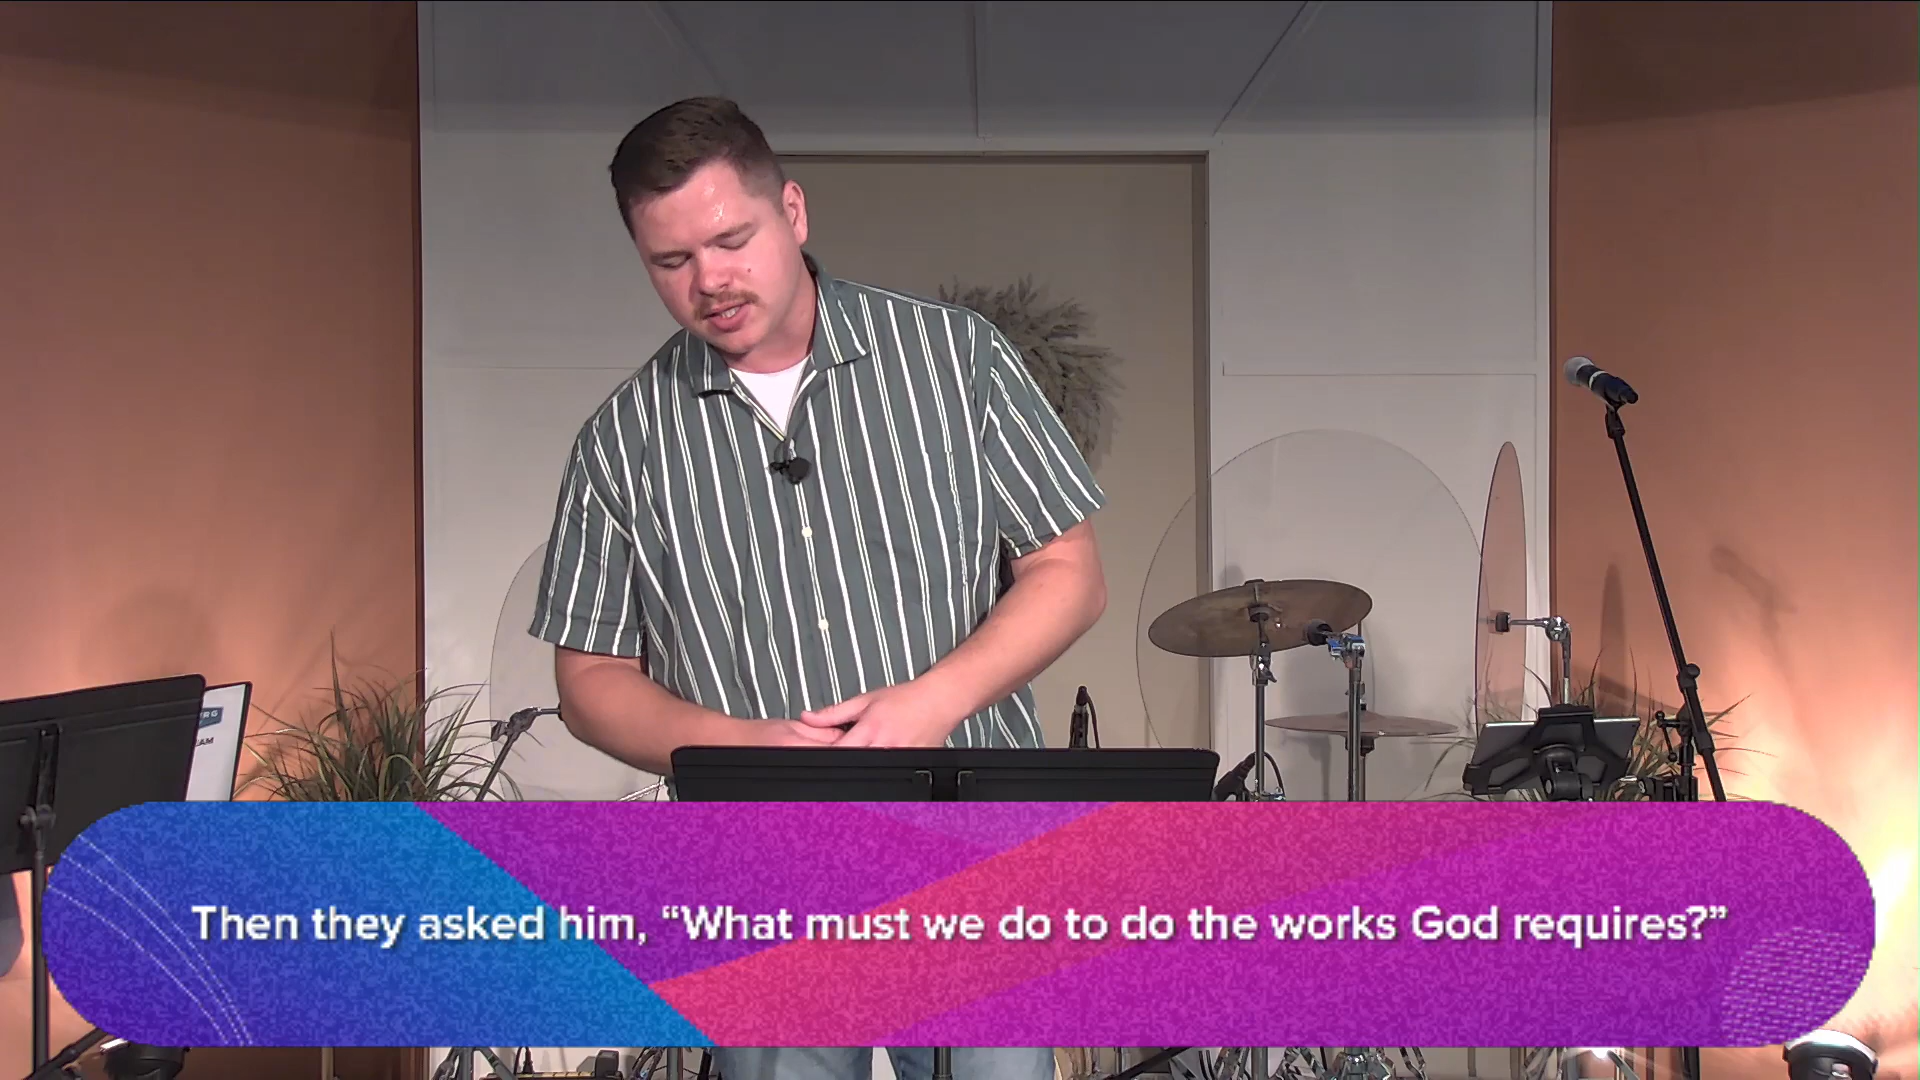 Then they asked him, “What must we do to do the works God requires?”